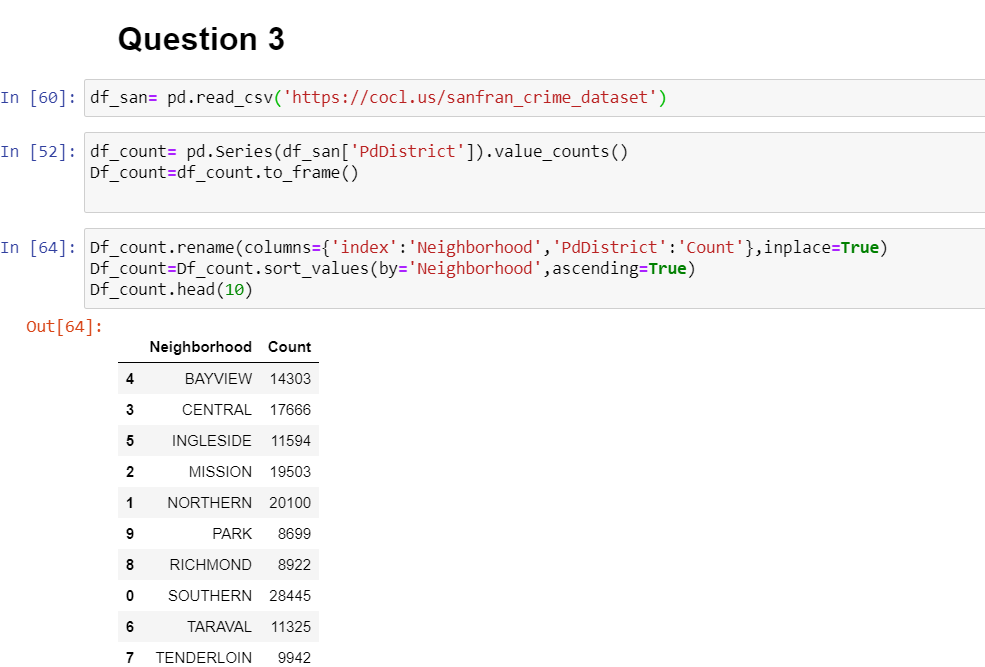 Question 3
In [60]: df_san= pd.read_csv('https://cocl.us/sanfran_crime_dataset')
In [52]: df_count= pd.Series(df_san['PdDistrict']).value_counts()
Df_count=df_count.to_frame()
In [64]: Df_count.rename(columns={'index':'Neighborhood','PdDistrict':'Count'},inplace=True)
Df_count=Df_count.sort_values(by='Neighborhood',ascending=True)
Df_count.head(10)
Out[64]:
Neighborhood Count
4 BAYVIEW 14303
3 CENTRAL 17666
5 INGLESIDE 11594
2 MISSION 19503
1 NORTHERN 20100
9 PARK 8699
8 RICHMOND 8922
0 SOUTHERN 28445
6 TARAVAL 11325
7 TENDERLOIN 9942